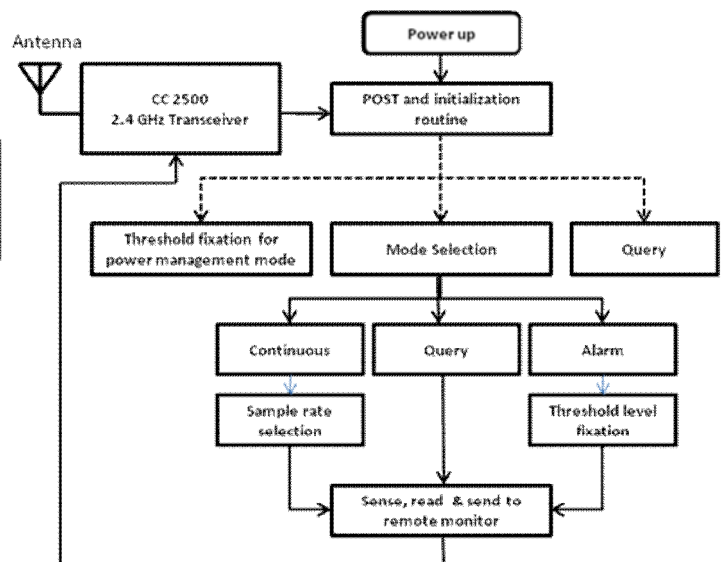 Power up
Antenna
CC 2500
2.4 GHz Transceiver
POST and initialization
routine
Threshold fixation for
power management mode
Mode Selection
Query
Continuous
Query
Alarm
Sample rate
selection
Threshold level
fixation
Sense, read & send to
remote monitor